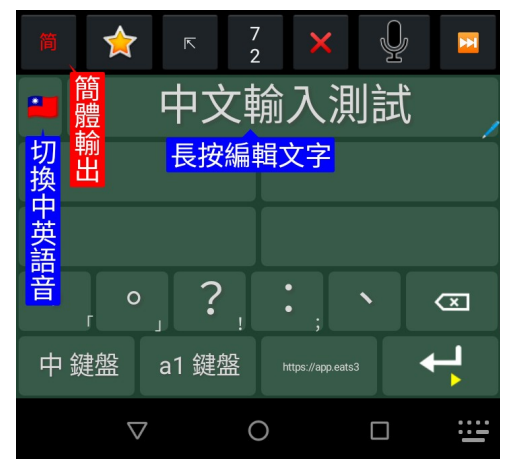 简
7
2
簡體輸出
中文輸入測試
長按編輯文字
切換中英語音
「 。 」 ？ ！ ： ； 、
中 鍵盤 a1 鍵盤 https://app.eats3